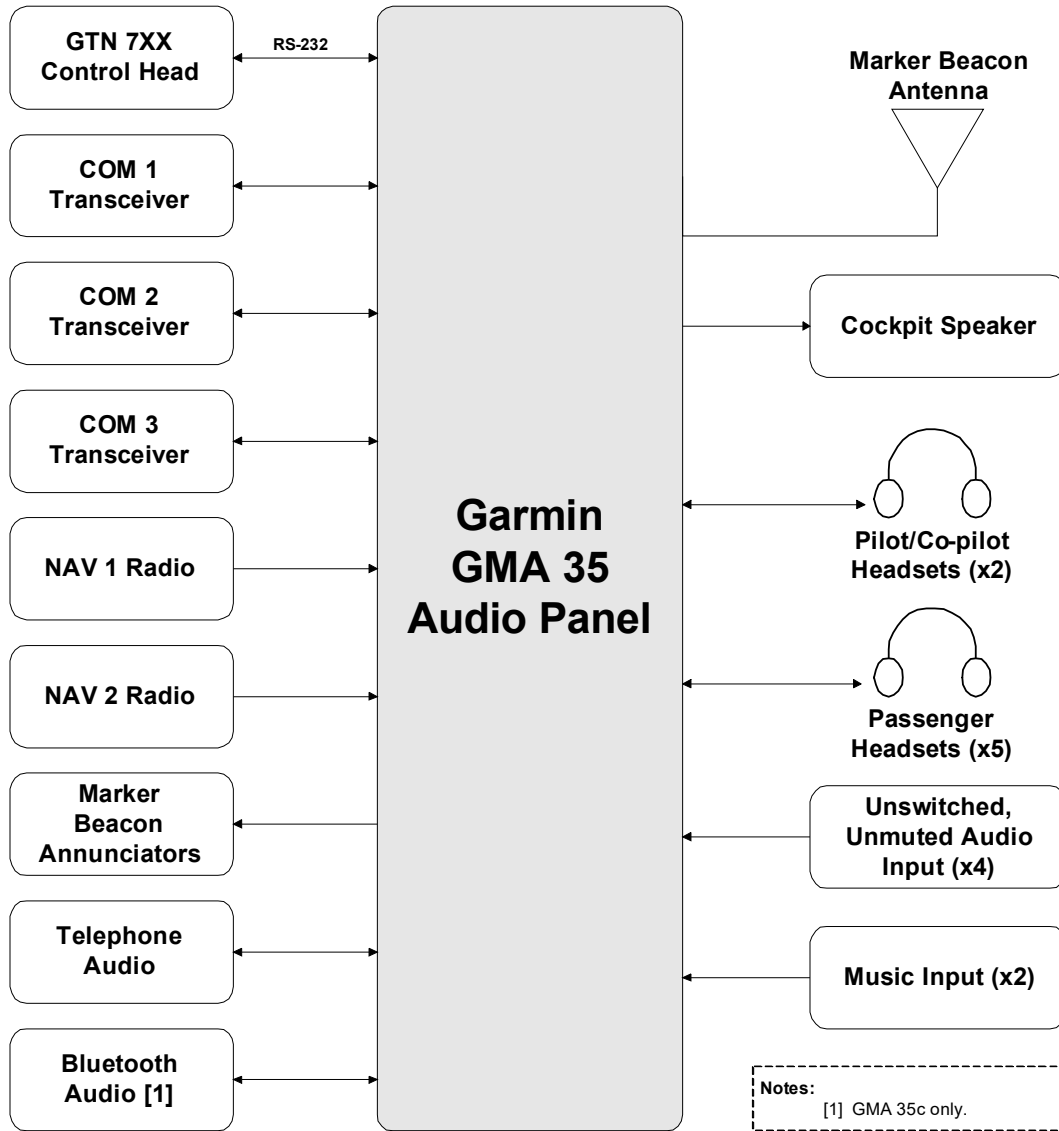 GTN 7XX
Control Head
RS-232
COM 1
Transceiver
COM 2
Transceiver
COM 3
Transceiver
NAV 1 Radio
NAV 2 Radio
Marker
Beacon
Annunciators
Telephone
Audio
Bluetooth
Audio [1]
Garmin
GMA 35
Audio Panel
Marker Beacon
Antenna
Cockpit Speaker
Pilot/Co-pilot
Headsets (x2)
Passenger
Headsets (x5)
Unswitched,
Unmuted Audio
Input (x4)
Music Input (x2)
Notes:
[1] GMA 35c only.